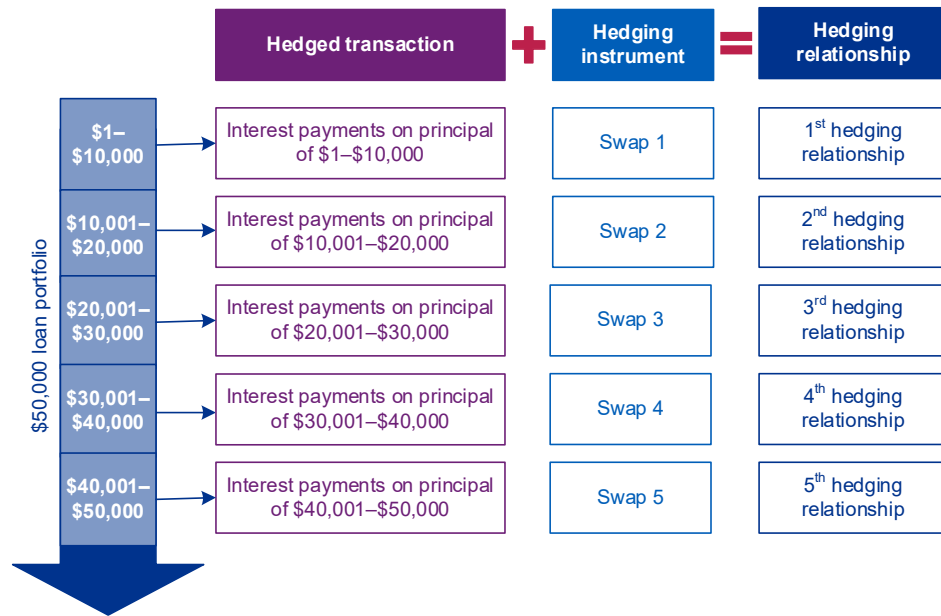 Hedged transaction
+
Hedging
instrument
=
Hedging
relationship
$50,000 loan portfolio
$1–
$10,000
Interest payments on principal
of $1–$10,000
Swap 1
1st hedging
relationship
$10,001–
$20,000
Interest payments on principal
of $10,001–$20,000
Swap 2
2nd hedging
relationship
$20,001–
$30,000
Interest payments on principal
of $20,001–$30,000
Swap 3
3rd hedging
relationship
$30,001–
$40,000
Interest payments on principal
of $30,001–$40,000
Swap 4
4th hedging
relationship
$40,001–
$50,000
Interest payments on principal
of $40,001–$50,000
Swap 5
5th hedging
relationship